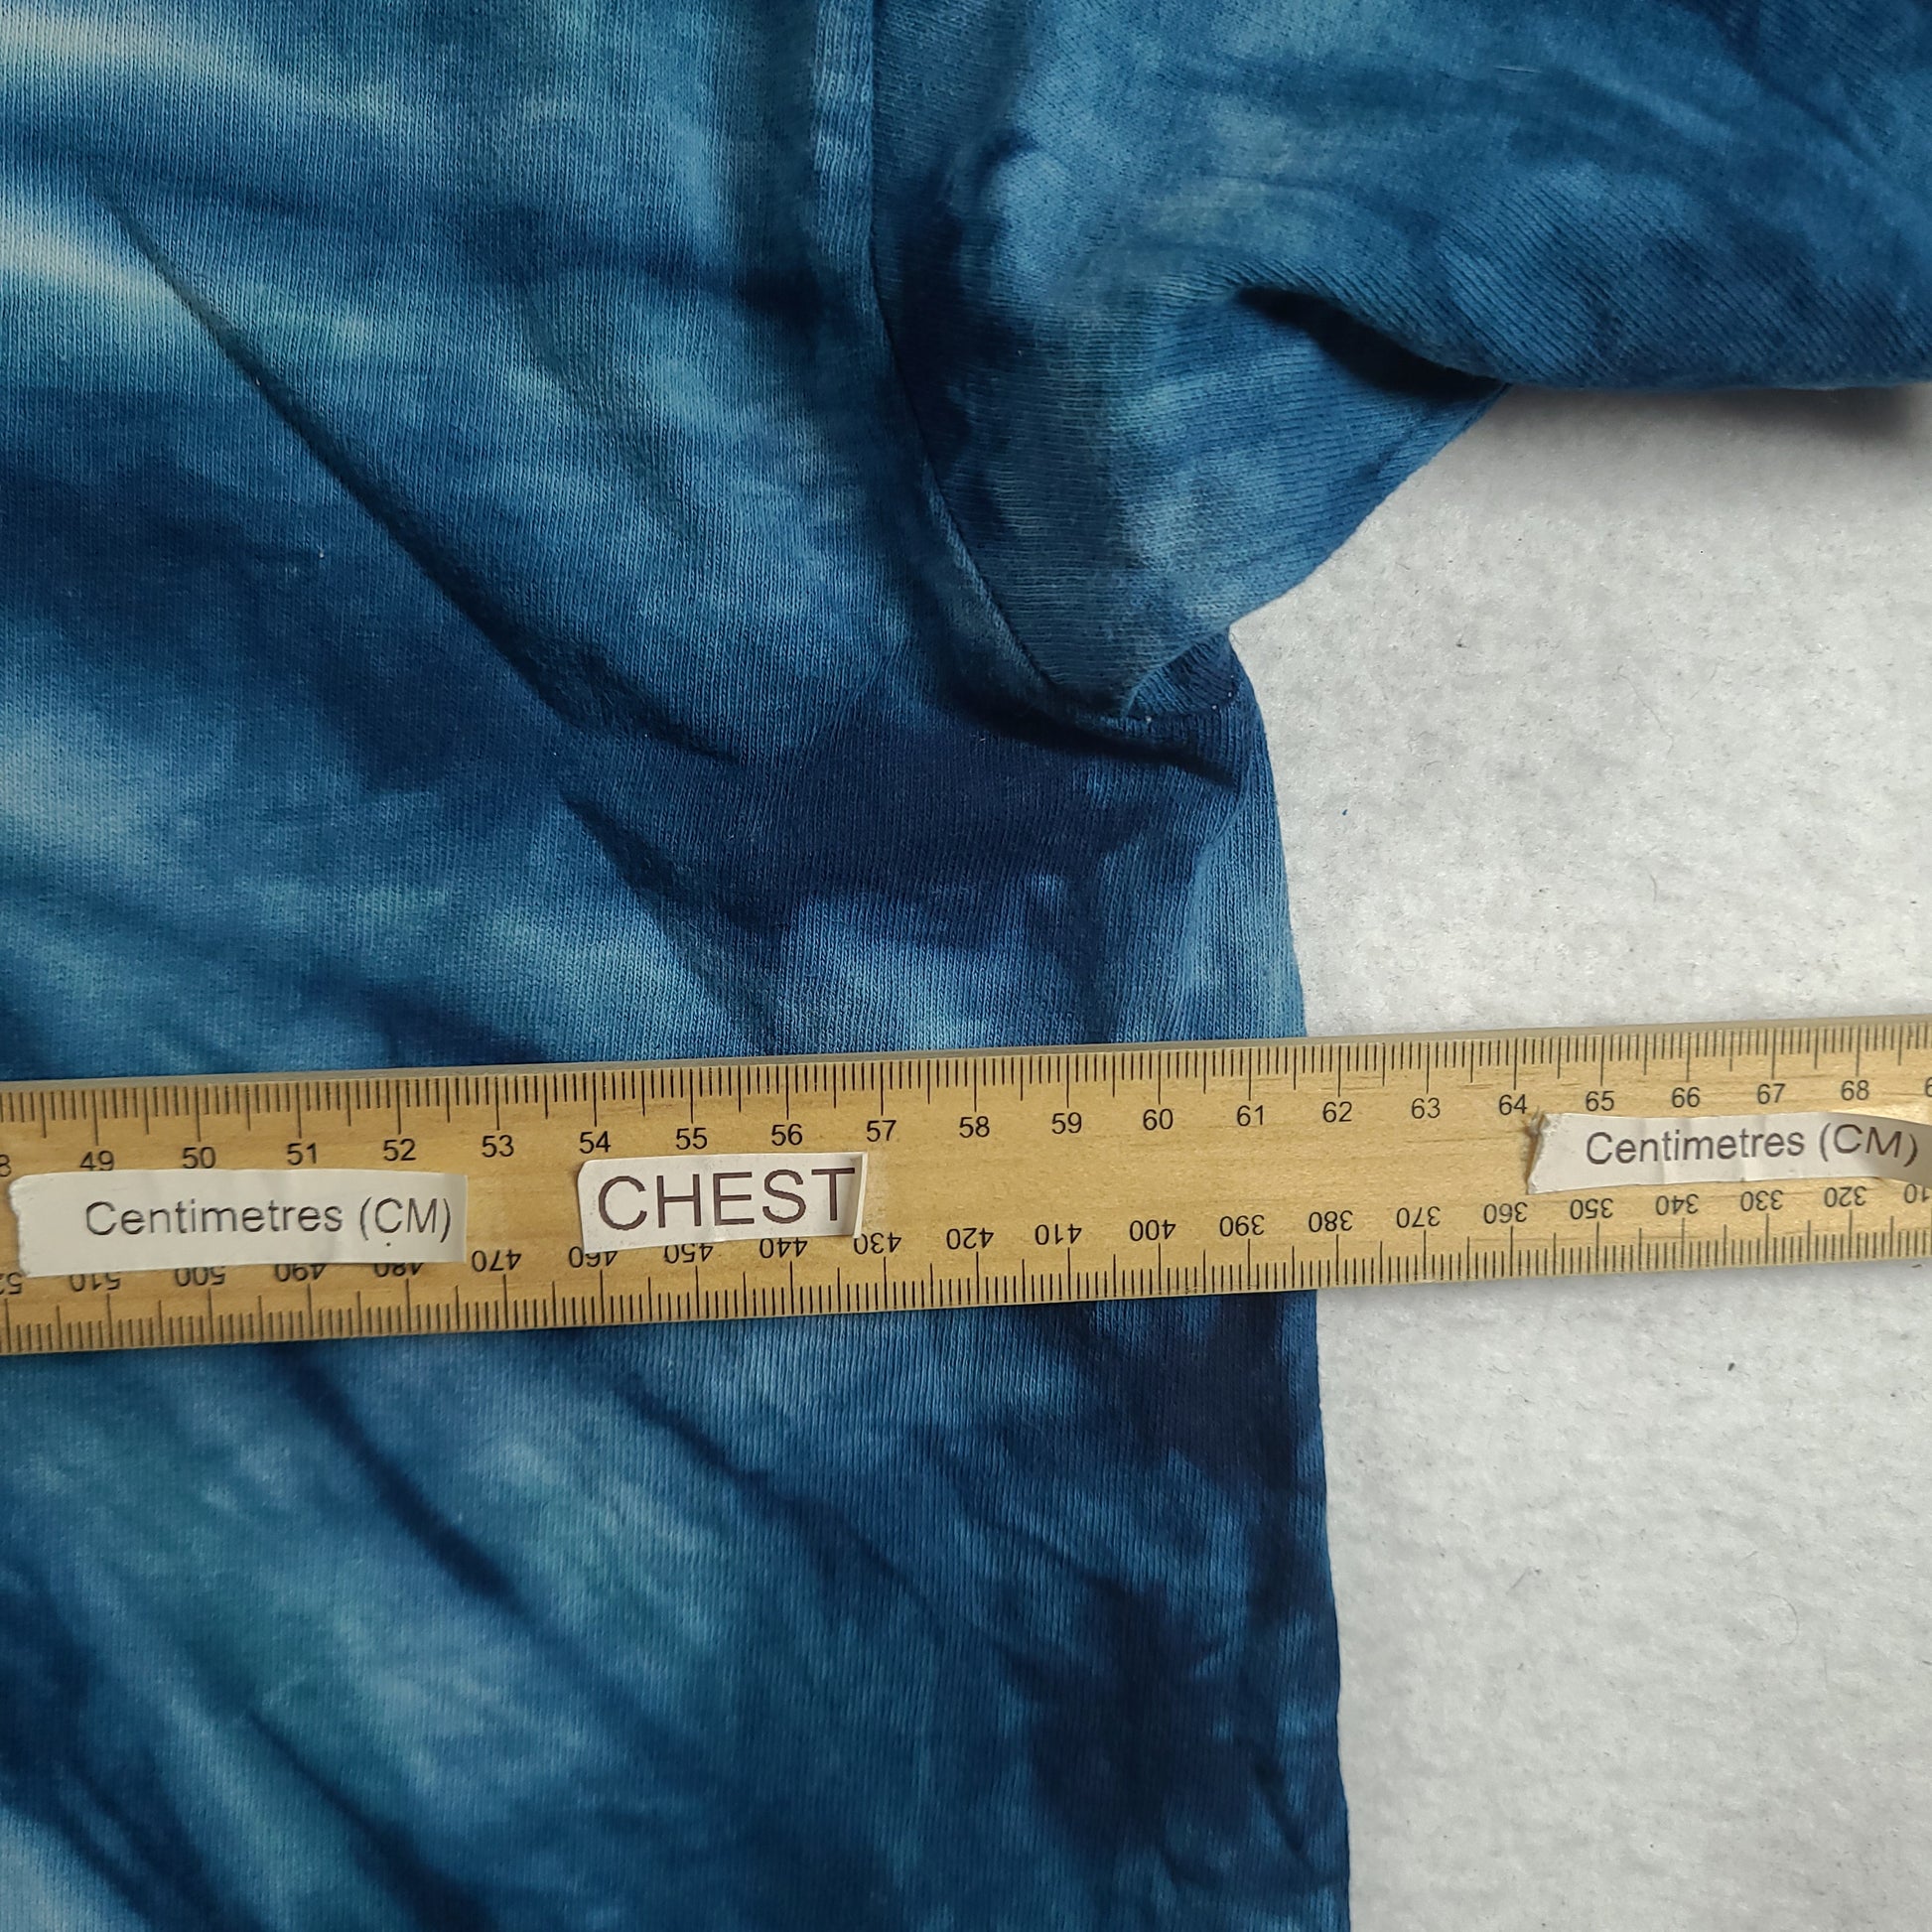 49 50 51 52 53 54 55 56 57 58 59 60 61 62 63 64 65 66 67 68
Centimetres (CM)
CHEST
Centimetres (CM)
510 500 490 480 470 460 450 440 430 420 410 400 390 380 370 360 350 340 330 320